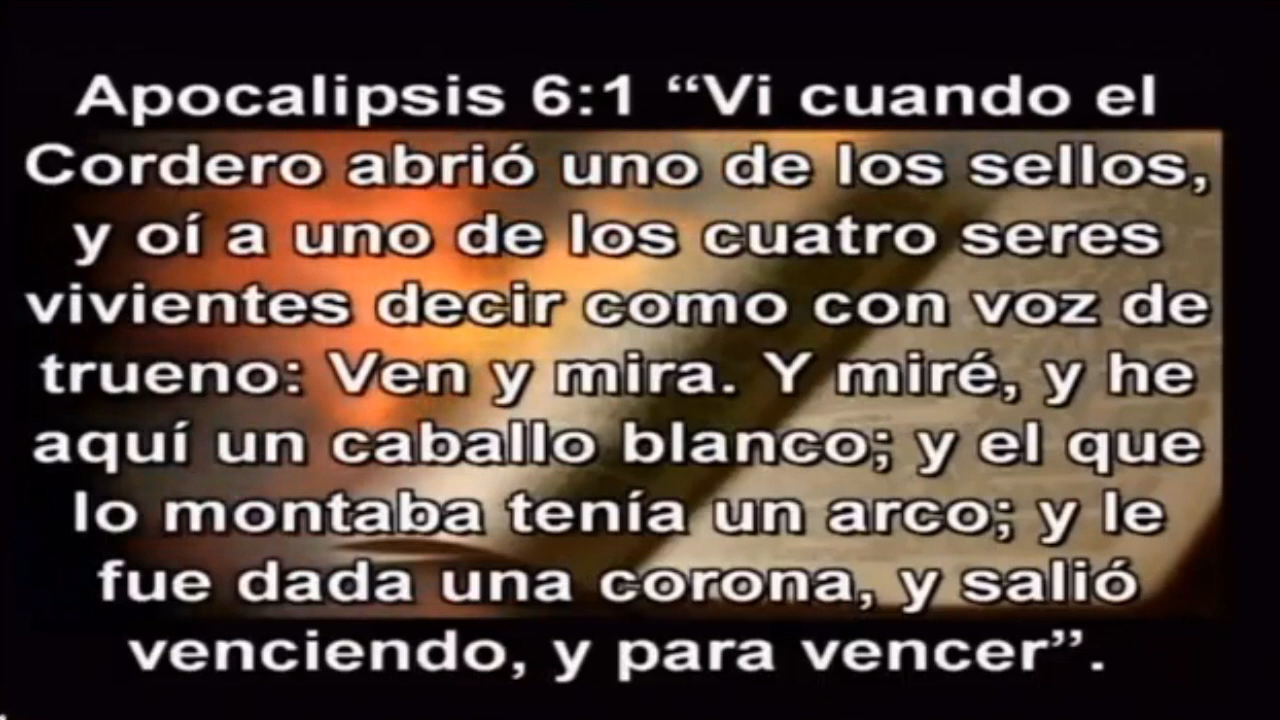 Apocalipsis 6:1 “Vi cuando el
Cordero abrió uno de los sellos,
y oí a uno de los cuatro seres
vivientes decir como con voz de
trueno: Ven y mira. Y miré, y he
aquí un caballo blanco; y el que
lo montaba tenía un arco; y le
fue dada una corona, y salió
venciendo, y para vencer”.